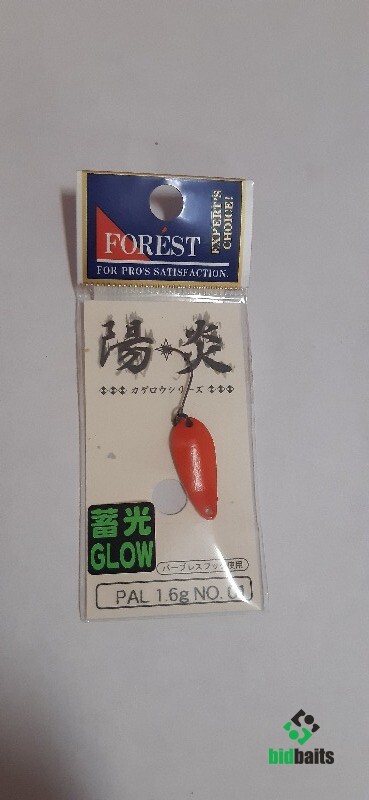 FORÉST
EXPERT'S
CHOICE!
FOR PRO'S SATISFACTION.
陽炎
カゲロウシリーズ
蓄光
GLOW
バーブレスフック使用
PAL 1.6g NO. 01
bidbaits